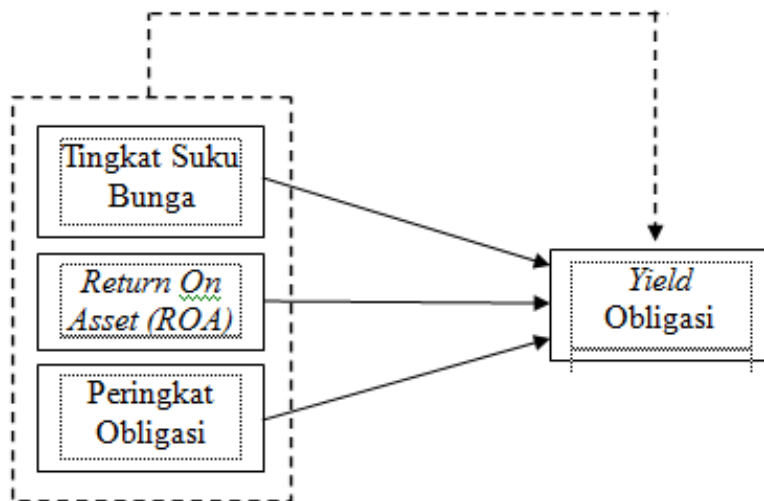 Tingkat Suku
Bunga
Return On
Asset (ROA)
Peringkat
Obligasi
Yield
Obligasi